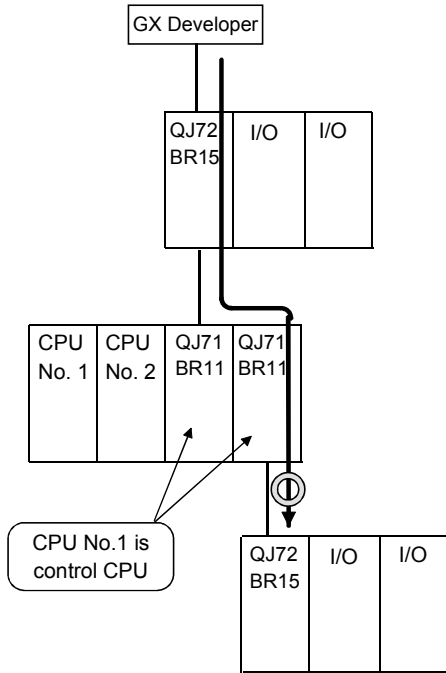 GX Developer
QJ72
BR15
I/O
I/O
CPU
No. 1
CPU
No. 2
QJ71
BR11
QJ71
BR11
CPU No.1 is
control CPU
QJ72
BR15
I/O
I/O